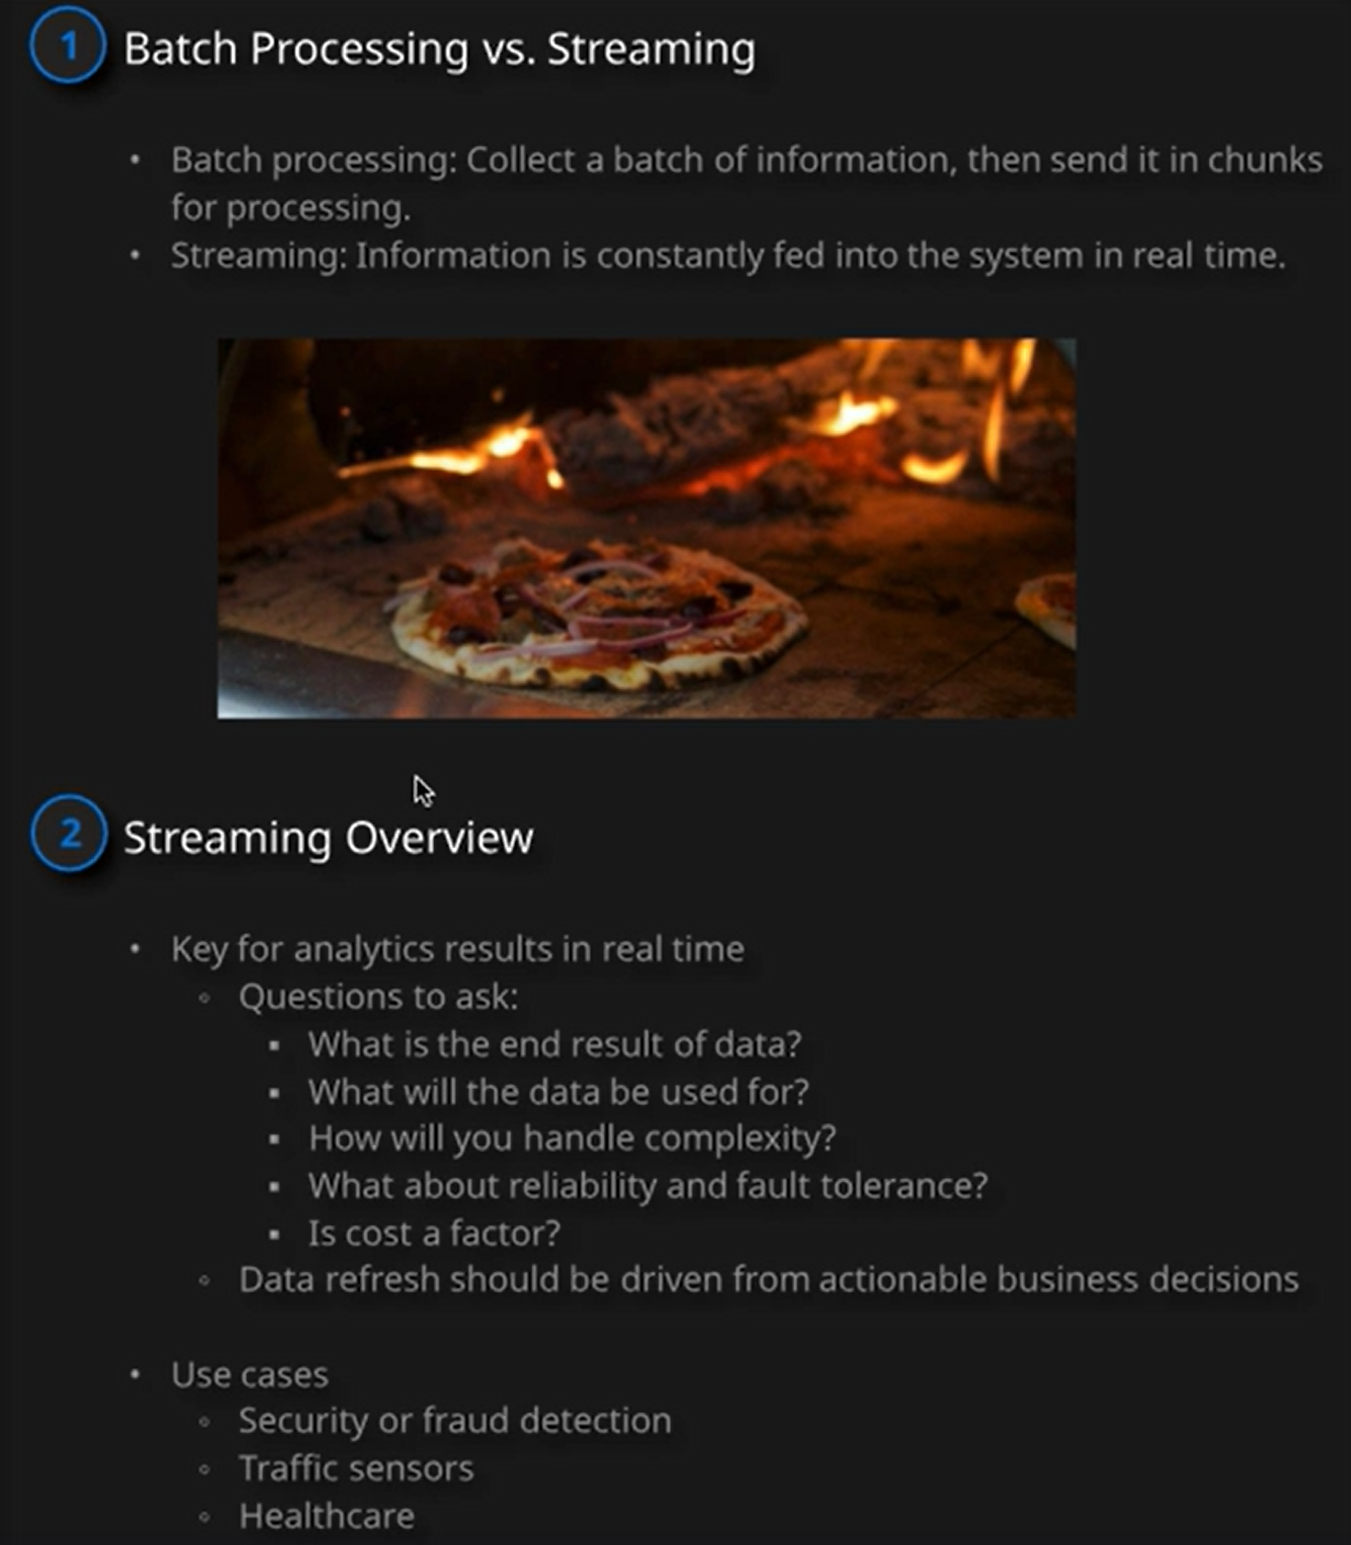 1 Batch Processing vs. Streaming
• Batch processing: Collect a batch of information, then send it in chunks
for processing.
• Streaming: Information is constantly fed into the system in real time.
2 Streaming Overview
• Key for analytics results in real time
◦ Questions to ask:
▪ What is the end result of data?
▪ What will the data be used for?
▪ How will you handle complexity?
▪ What about reliability and fault tolerance?
▪ Is cost a factor?
◦ Data refresh should be driven from actionable business decisions
• Use cases
◦ Security or fraud detection
◦ Traffic sensors
◦ Healthcare